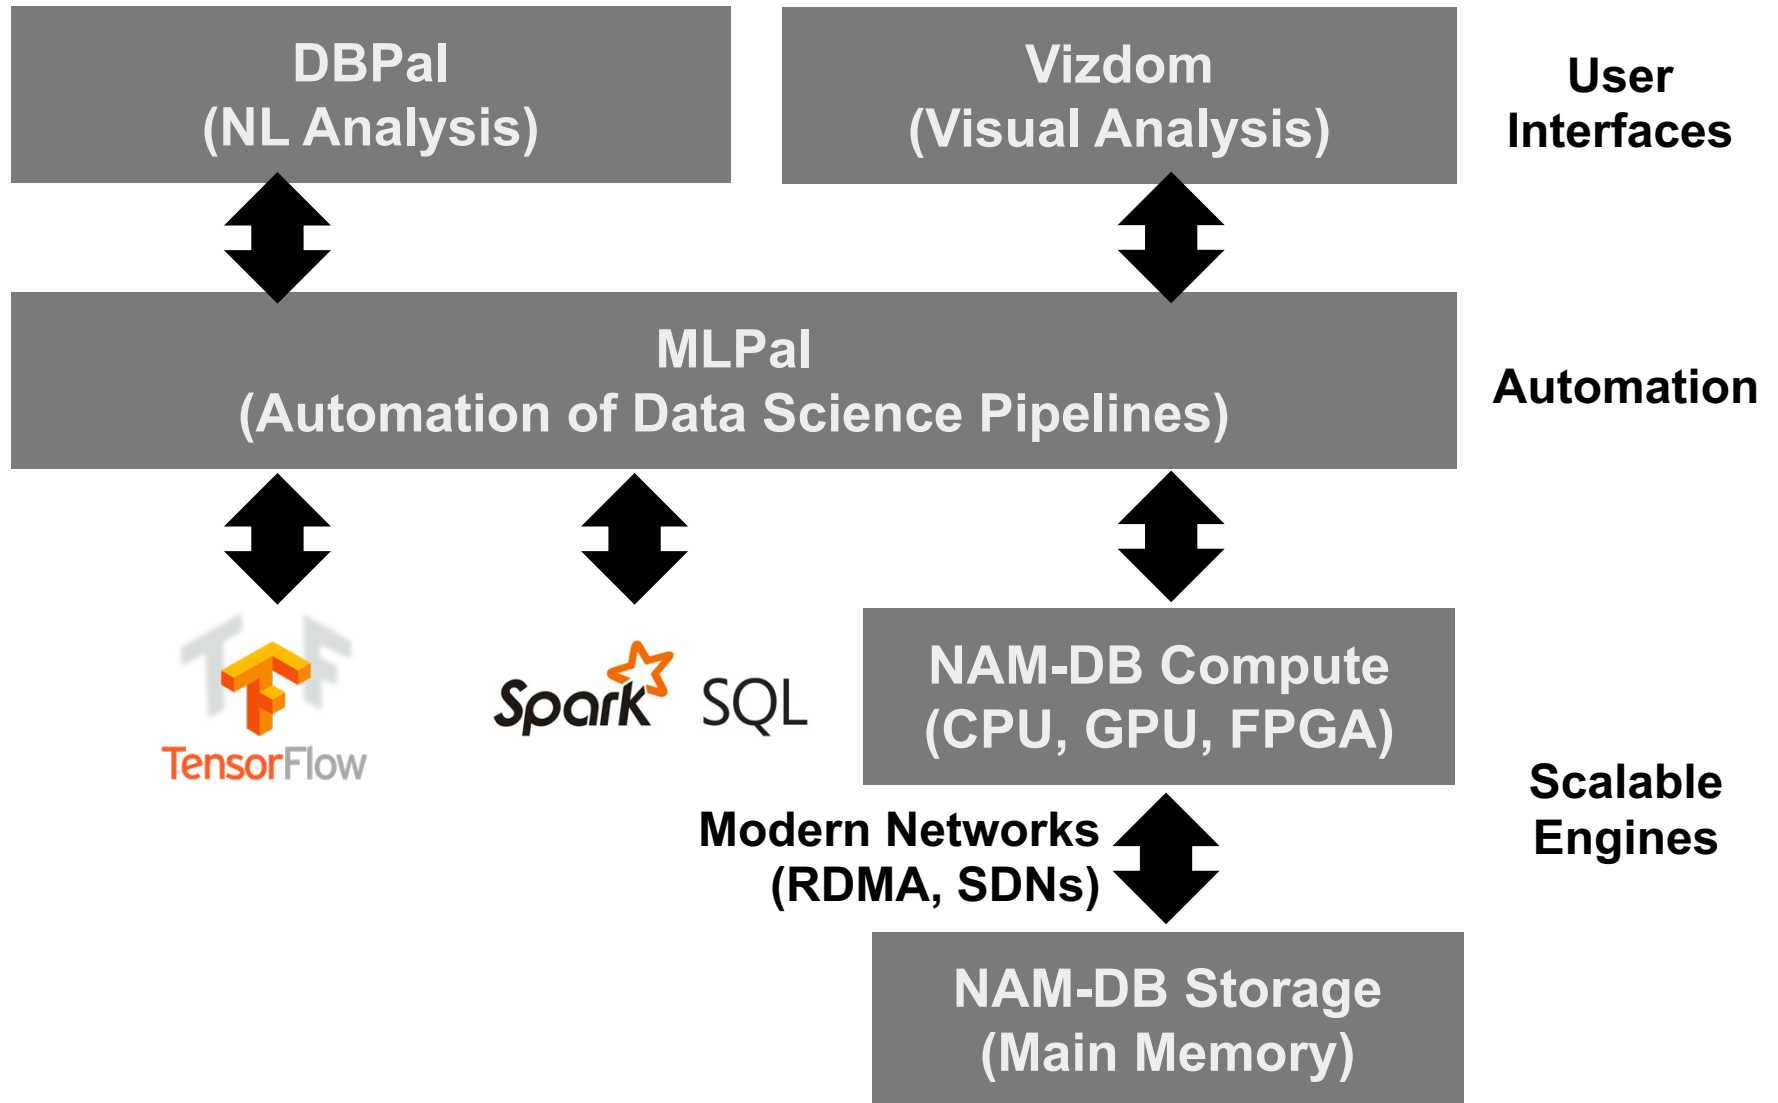 DBPal
(NL Analysis)
Vizdom
(Visual Analysis)
User
Interfaces
MLPal
(Automation of Data Science Pipelines)
Automation
TensorFlow
Spark SQL
NAM-DB Compute
(CPU, GPU, FPGA)
Modern Networks
(RDMA, SDNs)
Scalable
Engines
NAM-DB Storage
(Main Memory)